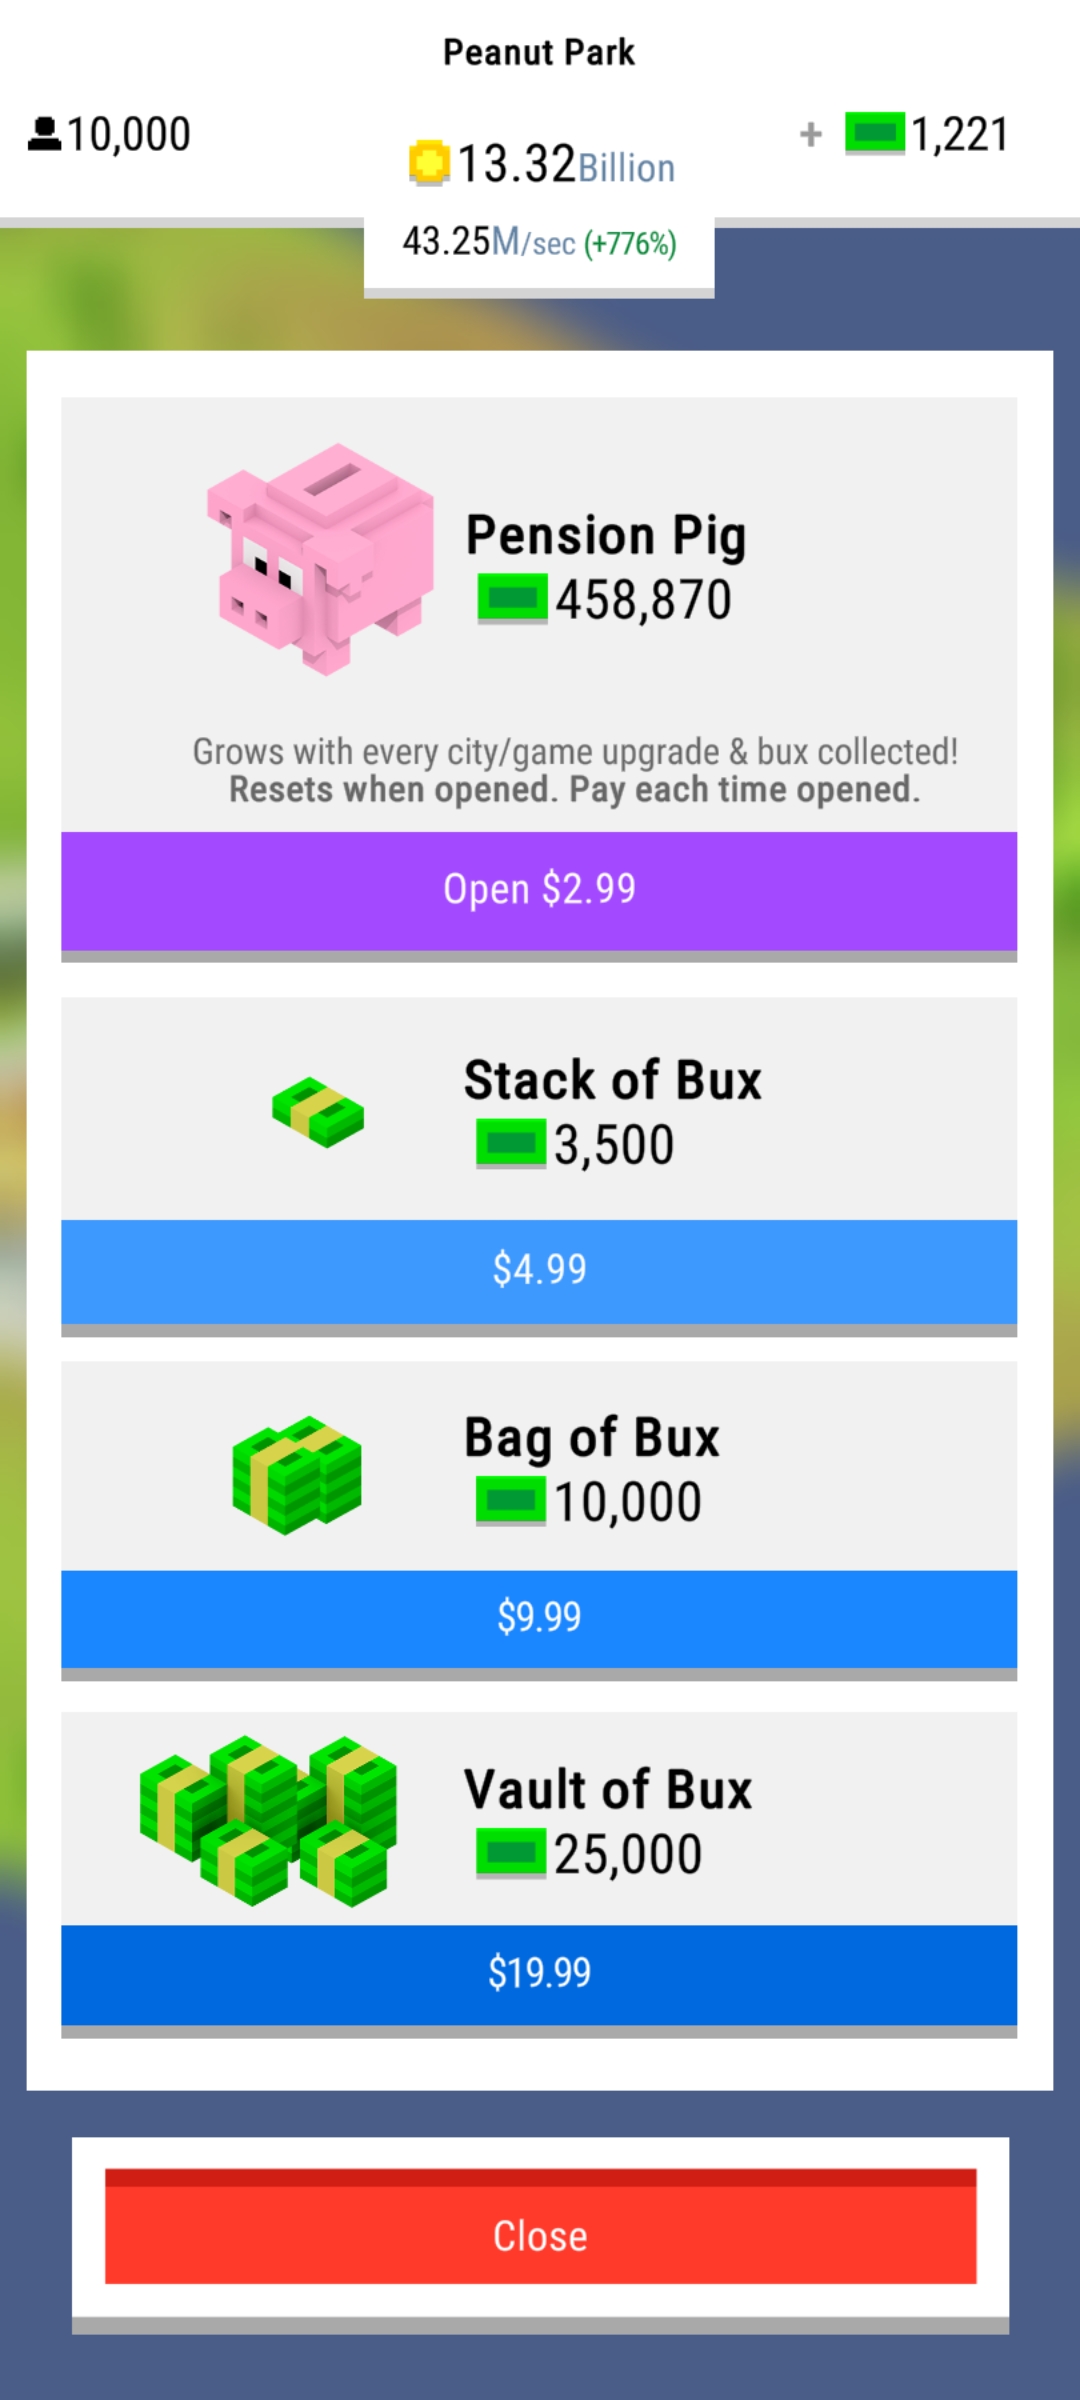 Peanut Park
10,000
13.32Billion
+ 1,221
43.25M/sec (+776%)
Pension Pig
458,870
Grows with every city/game upgrade & bux collected!
Resets when opened. Pay each time opened.
Open $2.99
Stack of Bux
3,500
$4.99
Bag of Bux
10,000
$9.99
Vault of Bux
25,000
$19.99
Close